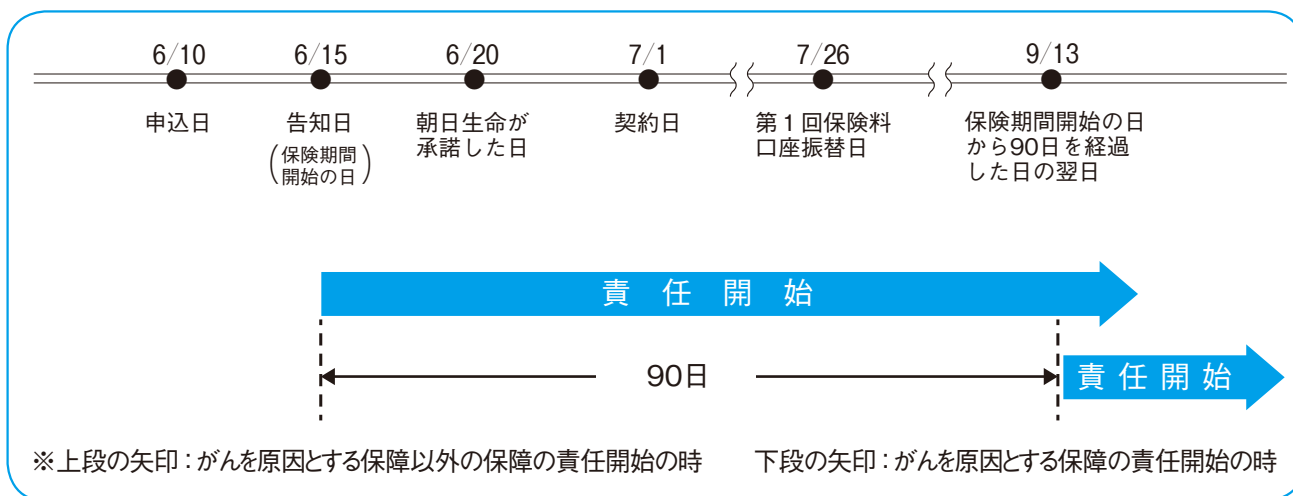 6/10
6/15
6/20
7/1
7/26
9/13
申込日
告知日
(保険期間
開始の日)
朝日生命が
承諾した日
契約日
第1回保険料
口座振替日
保険期間開始の日
から90日を経過
した日の翌日
責任開始
90日
責任開始
※上段の矢印：がんを原因とする保障以外の保障の責任開始の時
下段の矢印：がんを原因とする保障の責任開始の時